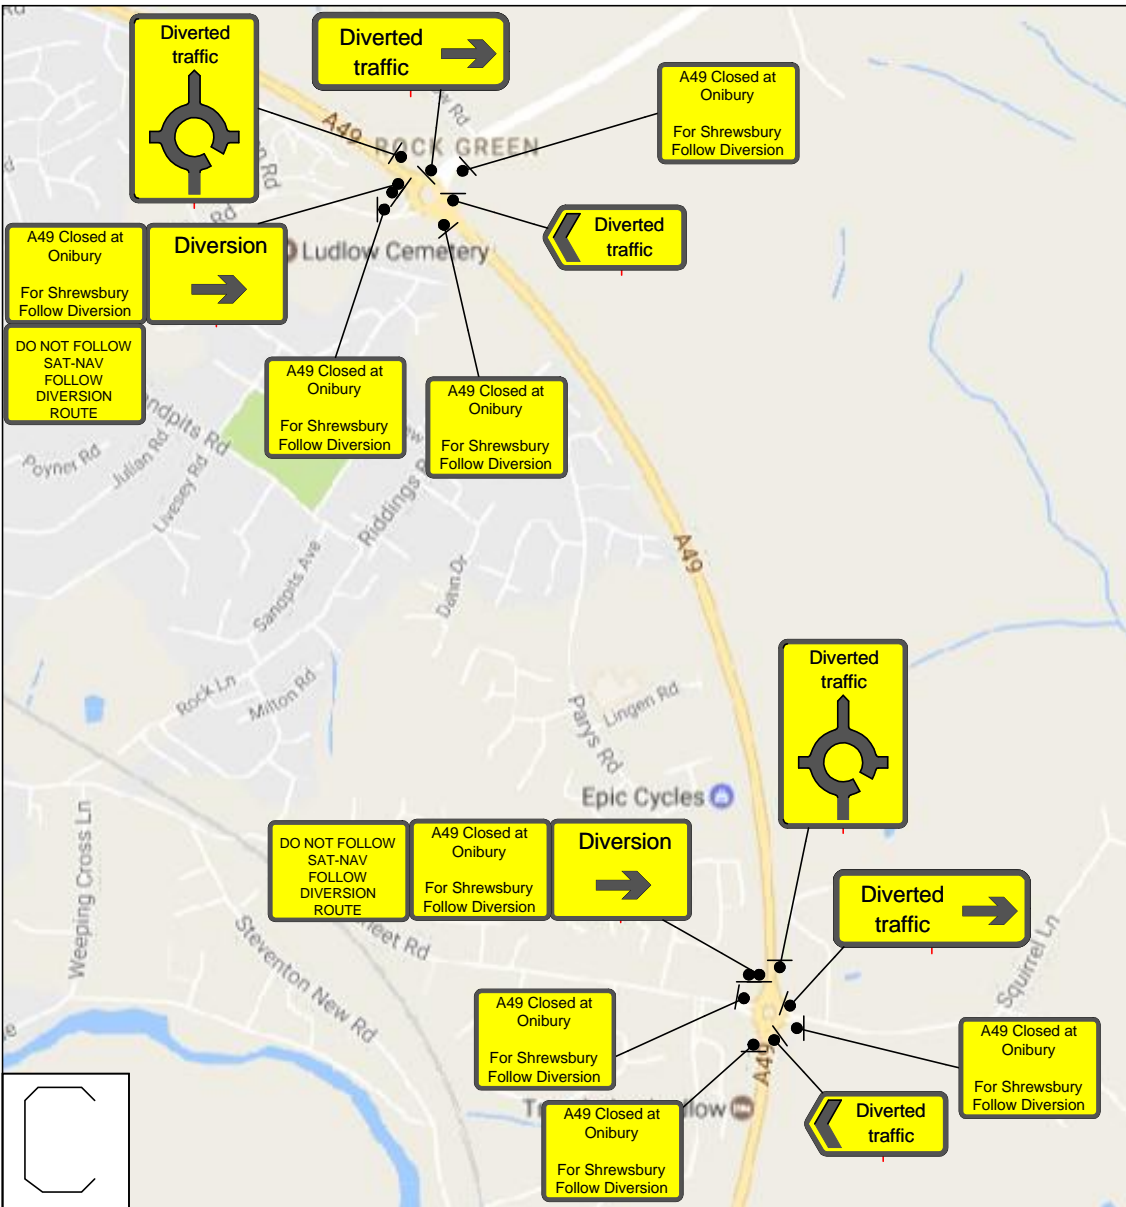 Rd
Diverted
traffic
Diverted
traffic
A49 Closed at
Onibury
For Shrewsbury
Follow Diversion
A49
ROCK GREEN
Rd
Rd
Rd
A49 Closed at
Onibury
For Shrewsbury
Follow Diversion
Diversion
Ludlow Cemetery
Diverted
traffic
DO NOT FOLLOW
SAT-NAV
FOLLOW
DIVERSION
ROUTE
A49 Closed at
Onibury
For Shrewsbury
Follow Diversion
A49 Closed at
Onibury
For Shrewsbury
Follow Diversion
Poyner Rd
Julian Rd
Livesey Rd
Riddings
Sandpits Ave
Dahn Dr
A49
Rock Ln
Milton Rd
Parys Rd
Lingen Rd
Diverted
traffic
Epic Cycles
Weeping Cross Ln
DO NOT FOLLOW
SAT-NAV
FOLLOW
DIVERSION
ROUTE
A49 Closed at
Onibury
For Shrewsbury
Follow Diversion
Diversion
Diverted
traffic
Steventon New Rd
Squirrel Ln
A49 Closed at
Onibury
For Shrewsbury
Follow Diversion
A49
A49 Closed at
Onibury
For Shrewsbury
Follow Diversion
A49 Closed at
Onibury
For Shrewsbury
Follow Diversion
Diverted
traffic
C